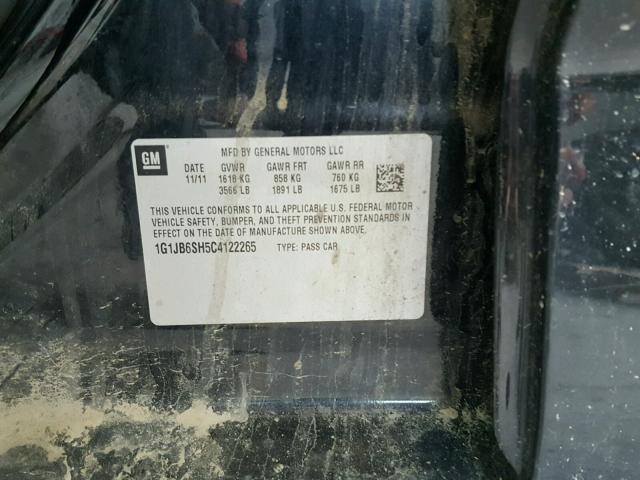 GM
MFD BY GENERAL MOTORS LLC
DATE GVWR GAWR FRT GAWR RR
11/11 1618 KG 858 KG 760 KG
3566 LB 1891 LB 1675 LB
THIS VEHICLE CONFORMS TO ALL APPLICABLE U.S. FEDERAL MOTOR
VEHICLE SAFETY, BUMPER, AND THEFT PREVENTION STANDARDS IN
EFFECT ON THE DATE OF MANUFACTURE SHOWN ABOVE.
1G1JB6SH5C4122265 TYPE: PASS CAR